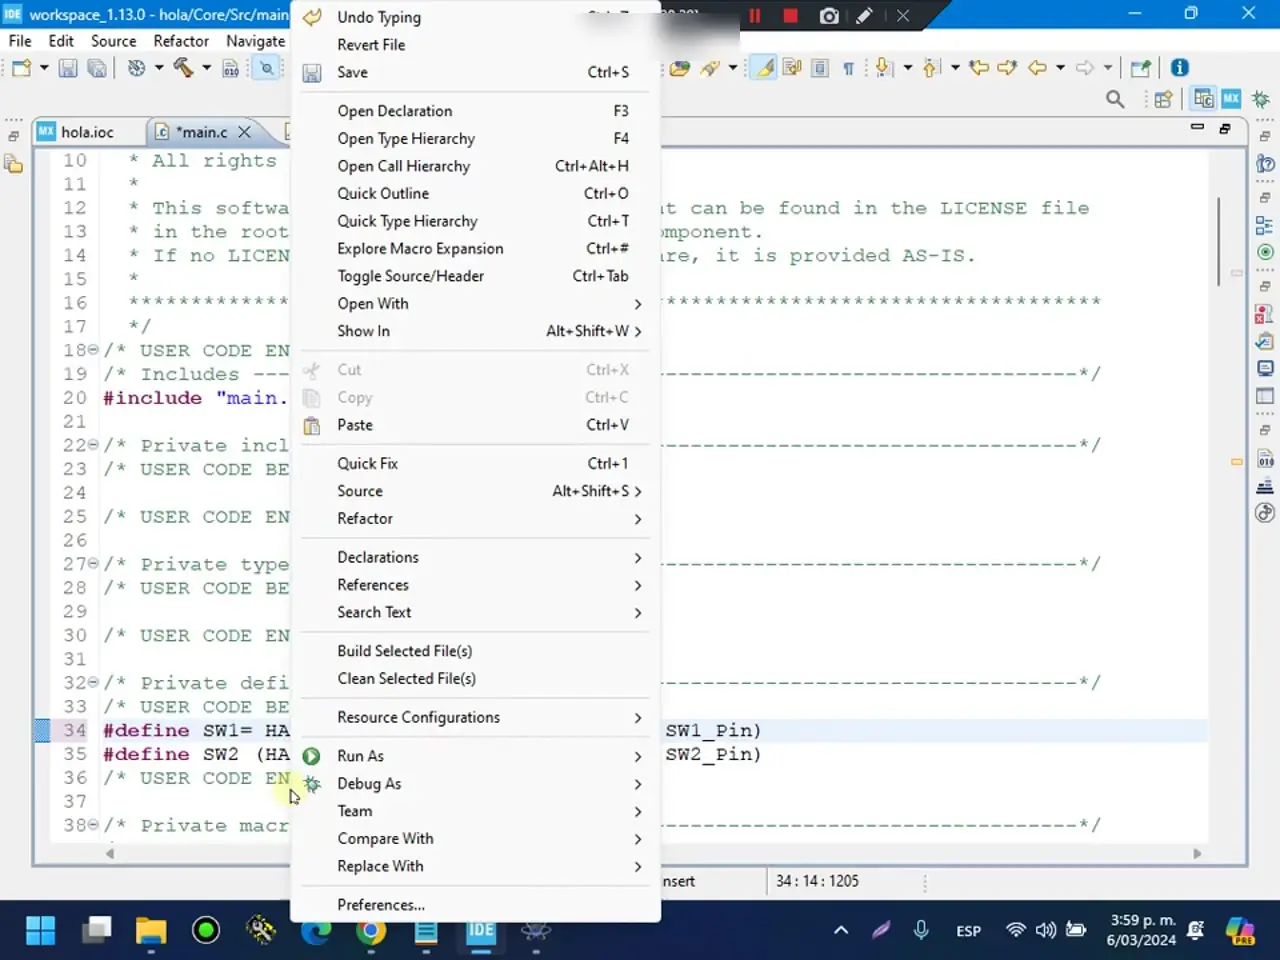 IDE workspace_1.13.0 - hola/Core/Src/main
File Edit Source Refactor Navigate
MX hola.ioc
*main.c
MX
Undo Typing
Revert File
Save Ctrl+S
Open Declaration F3
Open Type Hierarchy F4
Open Call Hierarchy Ctrl+Alt+H
Quick Outline Ctrl+O
Quick Type Hierarchy Ctrl+T
Explore Macro Expansion Ctrl+#
Toggle Source/Header Ctrl+Tab
Open With
Show In Alt+Shift+W
Cut Ctrl+X
Copy Ctrl+C
Paste Ctrl+V
Quick Fix Ctrl+1
Source Alt+Shift+S
Refactor
Declarations
References
Search Text
Build Selected File(s)
Clean Selected File(s)
Resource Configurations
Run As
Debug As
Team
Compare With
Replace With
Preferences...
10 * All rights
11 *
12 * This softwa t can be found in the LICENSE file
13 * in the root mponent.
14 * If no LICEN re, it is provided AS-IS.
15 *
16 *************** ***********************************
17 */
18 /* USER CODE EN
19 /* Includes --- ----------------------------------*/
20 #include "main.
21
22 /* Private incl ----------------------------------*/
23 /* USER CODE BE
24
25 /* USER CODE EN
26
27 /* Private type ----------------------------------*/
28 /* USER CODE BE
29
30 /* USER CODE EN
31
32 /* Private defi ----------------------------------*/
33 /* USER CODE BE
34 #define SW1= HA SW1_Pin)
35 #define SW2 (HA SW2_Pin)
36 /* USER CODE EN
37
38 /* Private macr ----------------------------------*/
nsert 34 : 14 : 1205
IDE
ESP
3:59 p. m.
6/03/2024
PRE